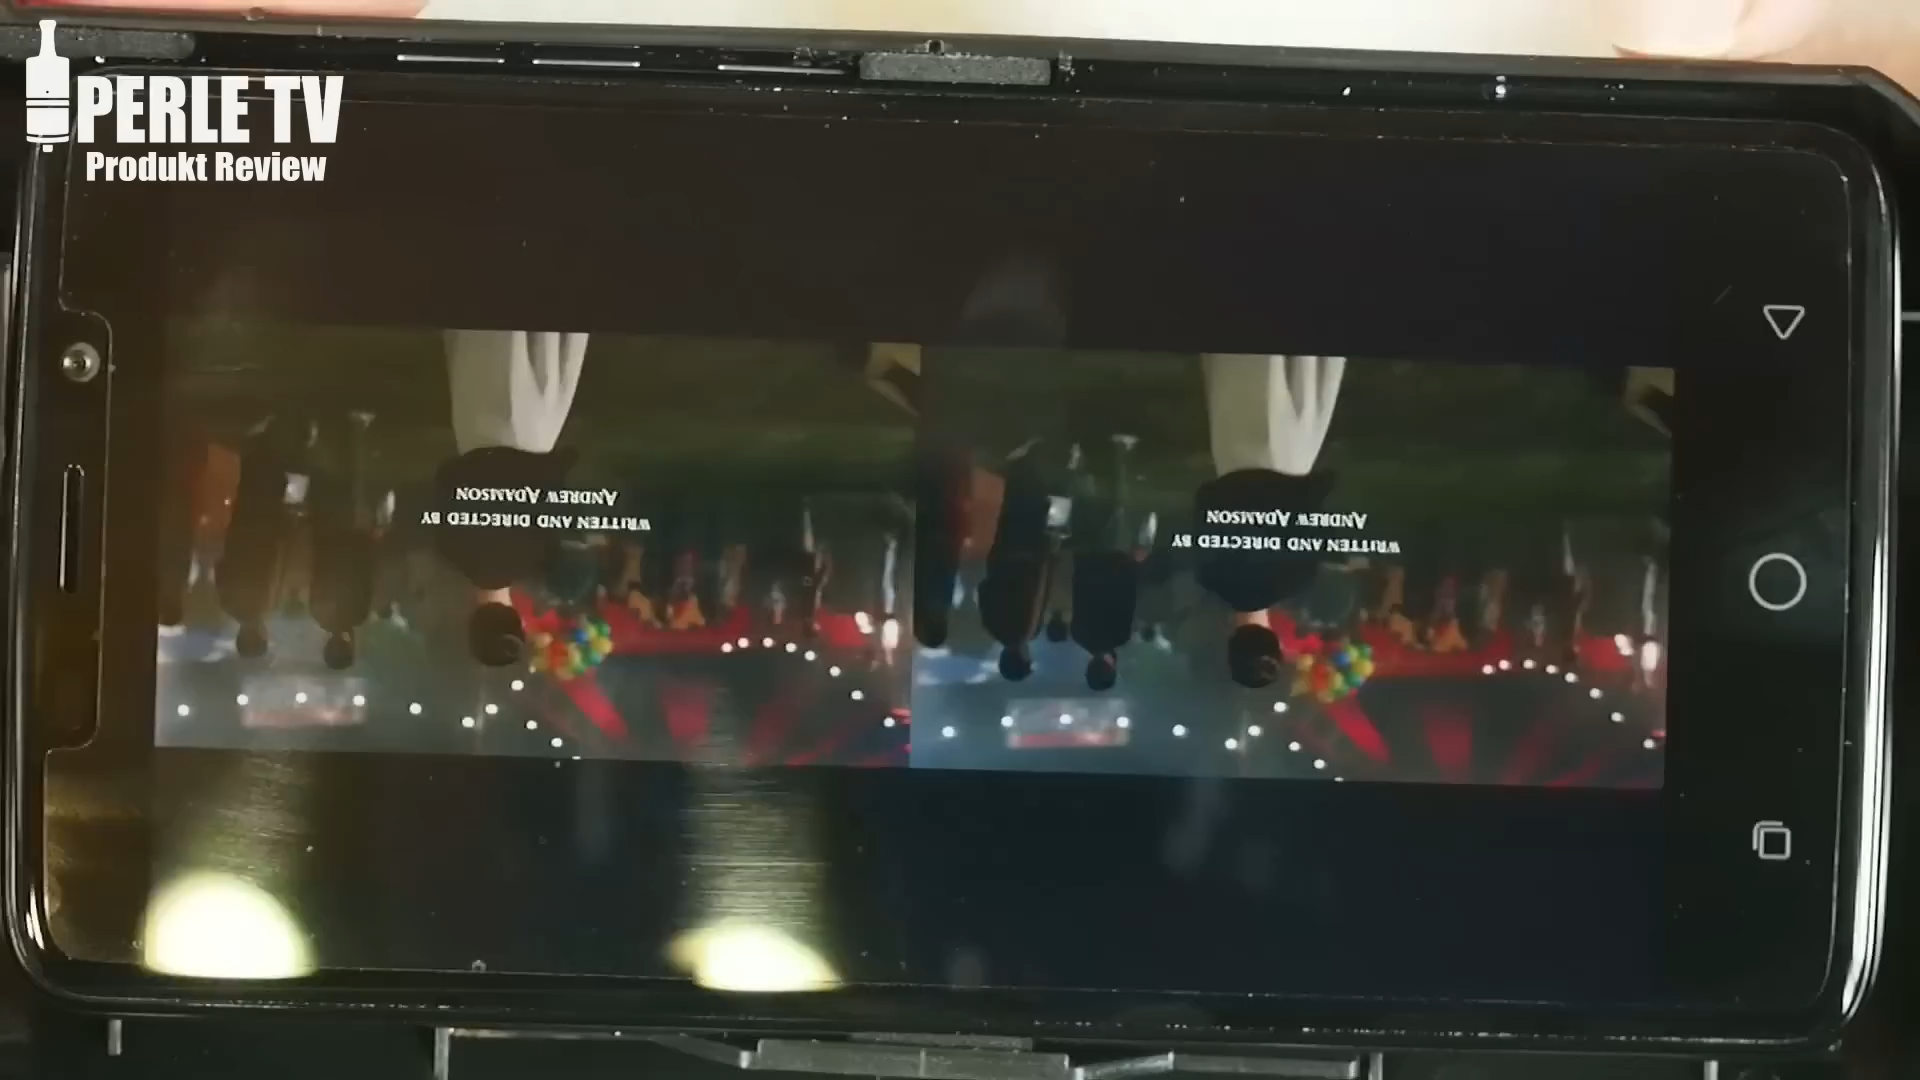 PERLE TV
Produkt Review
WRITTEN AND DIRECTED BY
ANDREW ADAMSON
WRITTEN AND DIRECTED BY
ANDREW ADAMSON